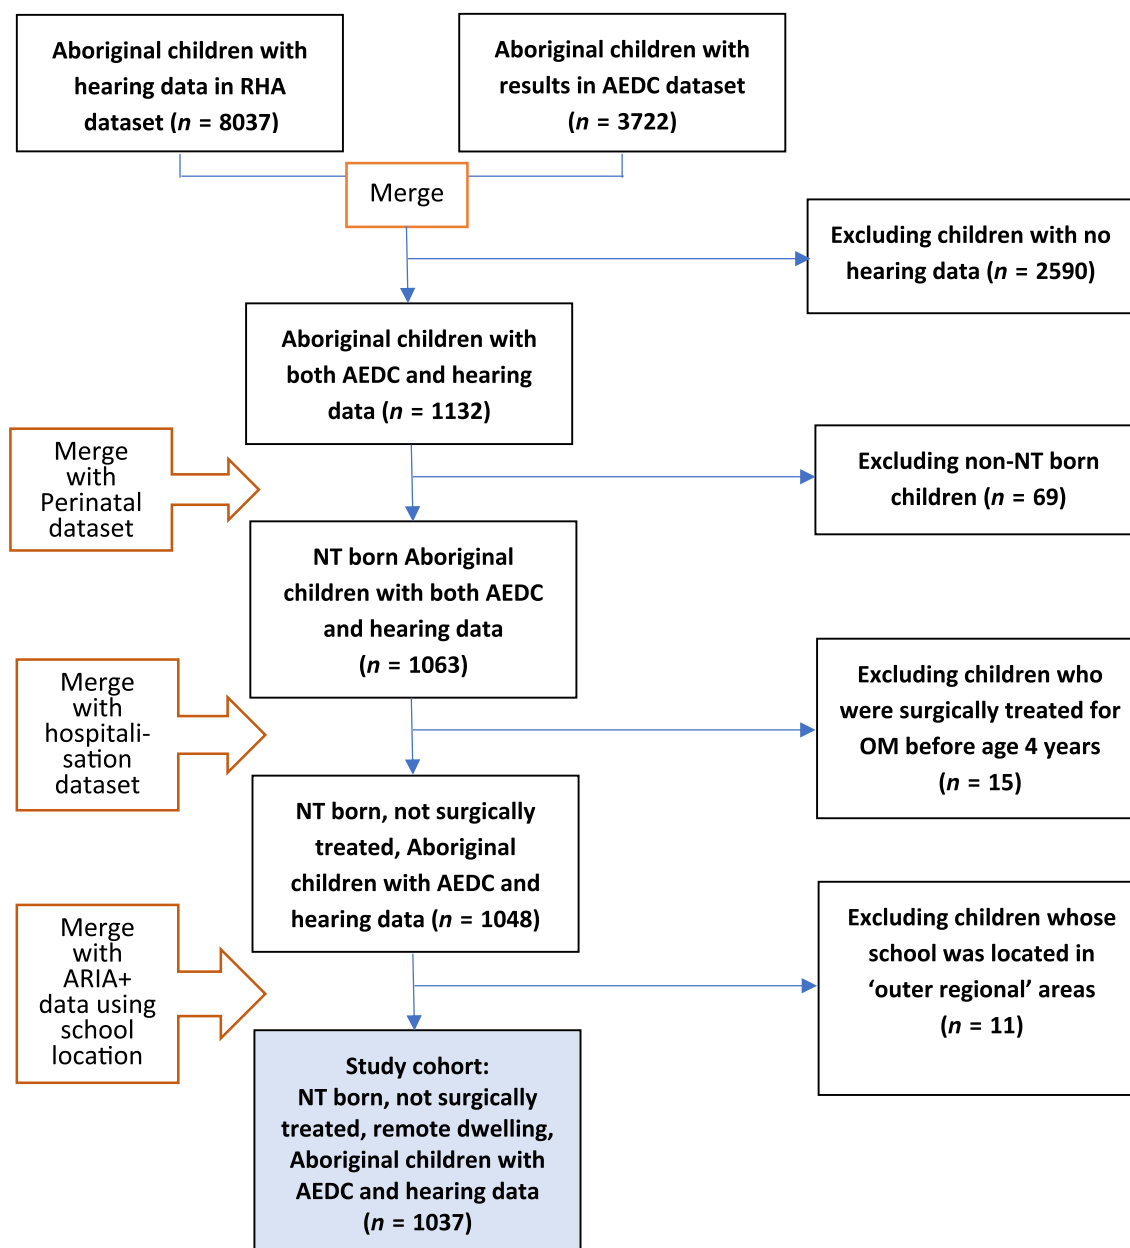 Aboriginal children with
hearing data in RHA
dataset (n = 8037)
Aboriginal children with
results in AEDC dataset
(n = 3722)
Merge
Excluding children with no
hearing data (n = 2590)
Aboriginal children with
both AEDC and hearing
data (n = 1132)
Merge
with
Perinatal
dataset
Excluding non-NT born
children (n = 69)
NT born Aboriginal
children with both AEDC
and hearing data
(n = 1063)
Merge
with
hospitali-
sation
dataset
Excluding children who
were surgically treated for
OM before age 4 years
(n = 15)
NT born, not surgically
treated, Aboriginal
children with AEDC and
hearing data (n = 1048)
Merge
with
ARIA+
data using
school
location
Excluding children whose
school was located in
‘outer regional’ areas
(n = 11)
Study cohort:
NT born, not surgically
treated, remote dwelling,
Aboriginal children with
AEDC and hearing data
(n = 1037)